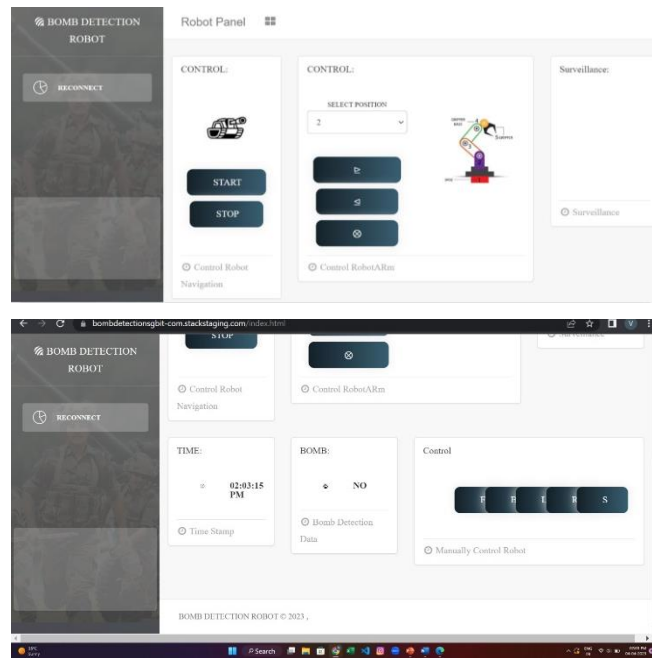 BOMB DETECTION
ROBOT
RECONNECT
Robot Panel
CONTROL:
START
STOP
Control Robot
Navigation
CONTROL:
SELECT POSITION
2
Control RobotARm
Surveillance:
Surveillance
bombdetectionsgbit-com.stackstaging.com/index.html
BOMB DETECTION
ROBOT
RECONNECT
STOP
Control Robot
Navigation
Control RobotARm
Surveillance
TIME:
02:03:15
PM
Time Stamp
BOMB:
NO
Bomb Detection
Data
Control
F
B
L
R
S
Manually Control Robot
BOMB DETECTION ROBOT © 2023 ,
Search